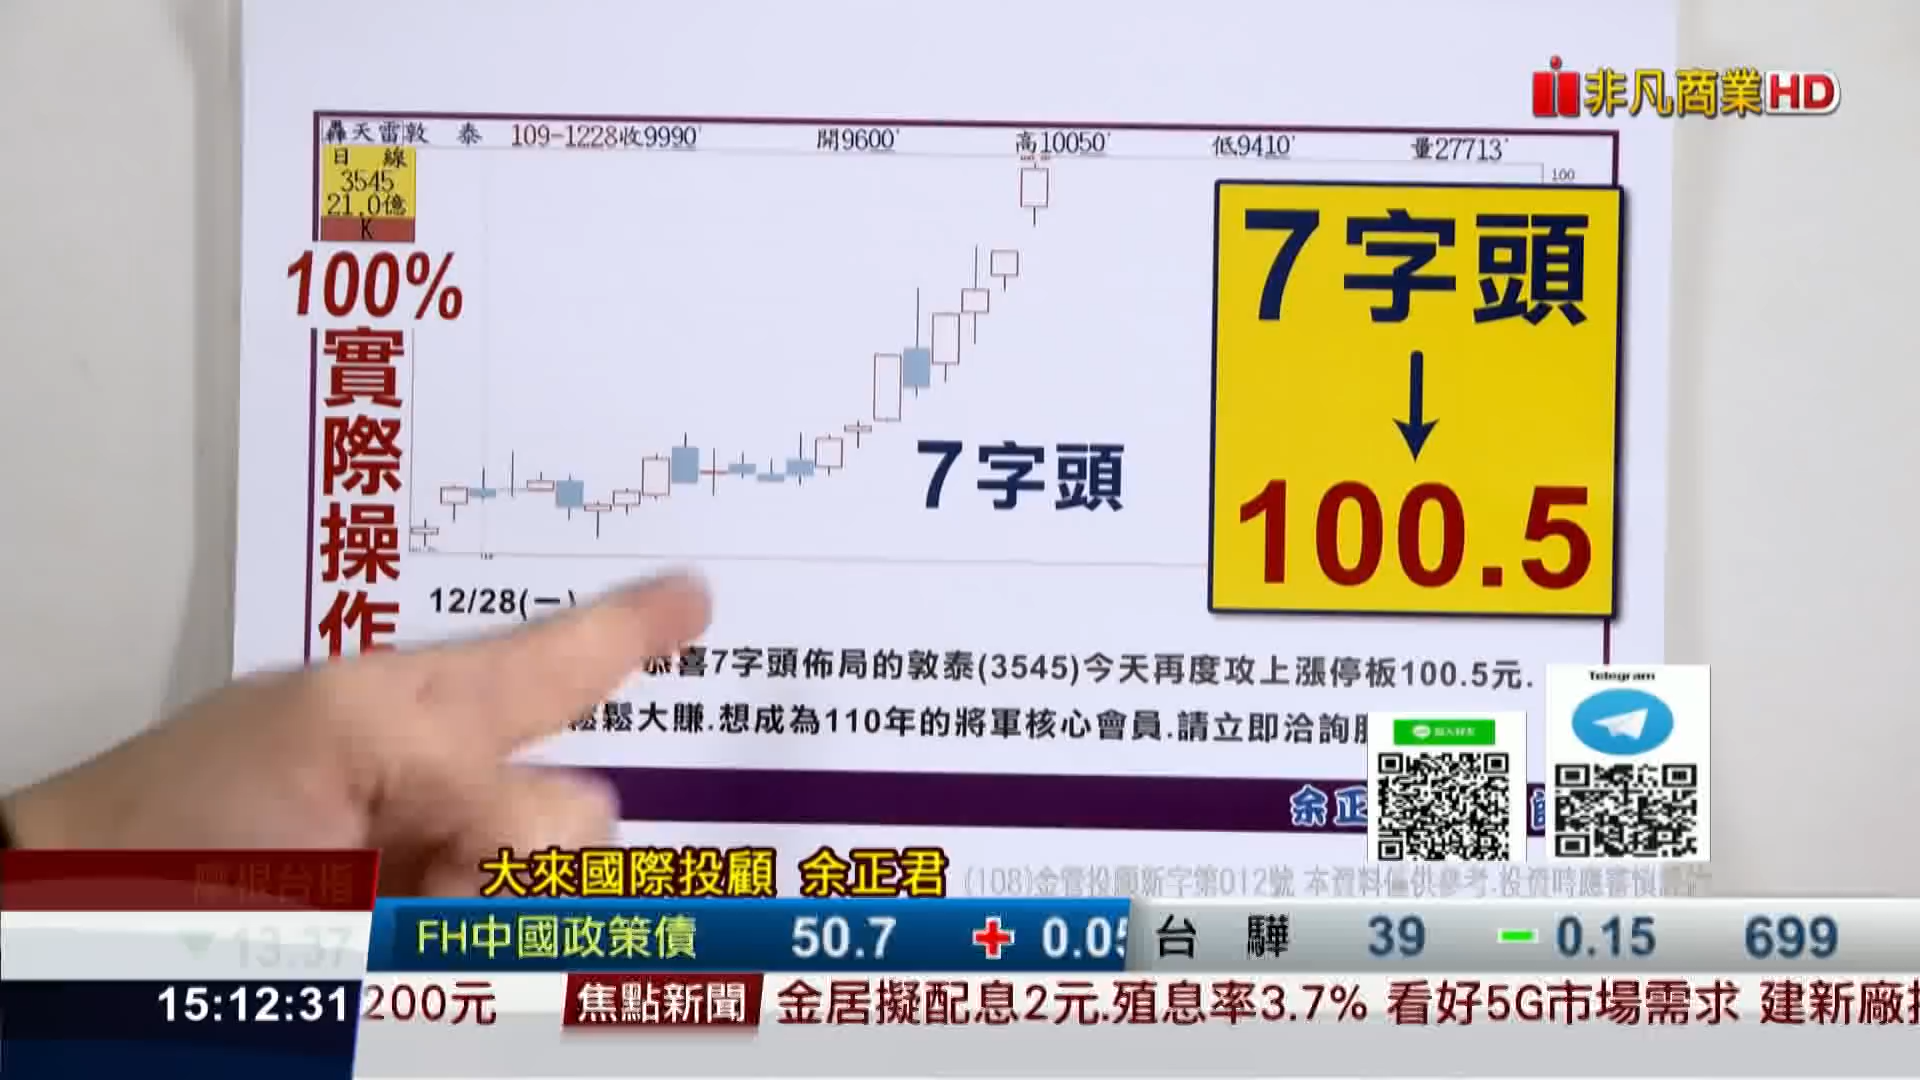 非凡商業HD
轟天雷敦 泰 109-1228收9990' 開9600' 高10050' 低9410' 量27713'
日 線
3545
21.0億
K
100
100%
實際操作
7字頭
7字頭
100.5
12/28(一)
恭喜7字頭佈局的敦泰(3545)今天再度攻上漲停板100.5元.
鬆大賺.想成為110年的將軍核心會員.請立即洽詢
Telegram
余正
大來國際投顧 余正君
(108)金管投顧新字第012號 本資料僅供參考.投資時應審慎
FH中國政策債 50.7 + 0.05
台 驊 39 - 0.15 699
13.37
15:12:31
200元 焦點新聞 金居擬配息2元.殖息率3.7% 看好5G市場需求 建新廠